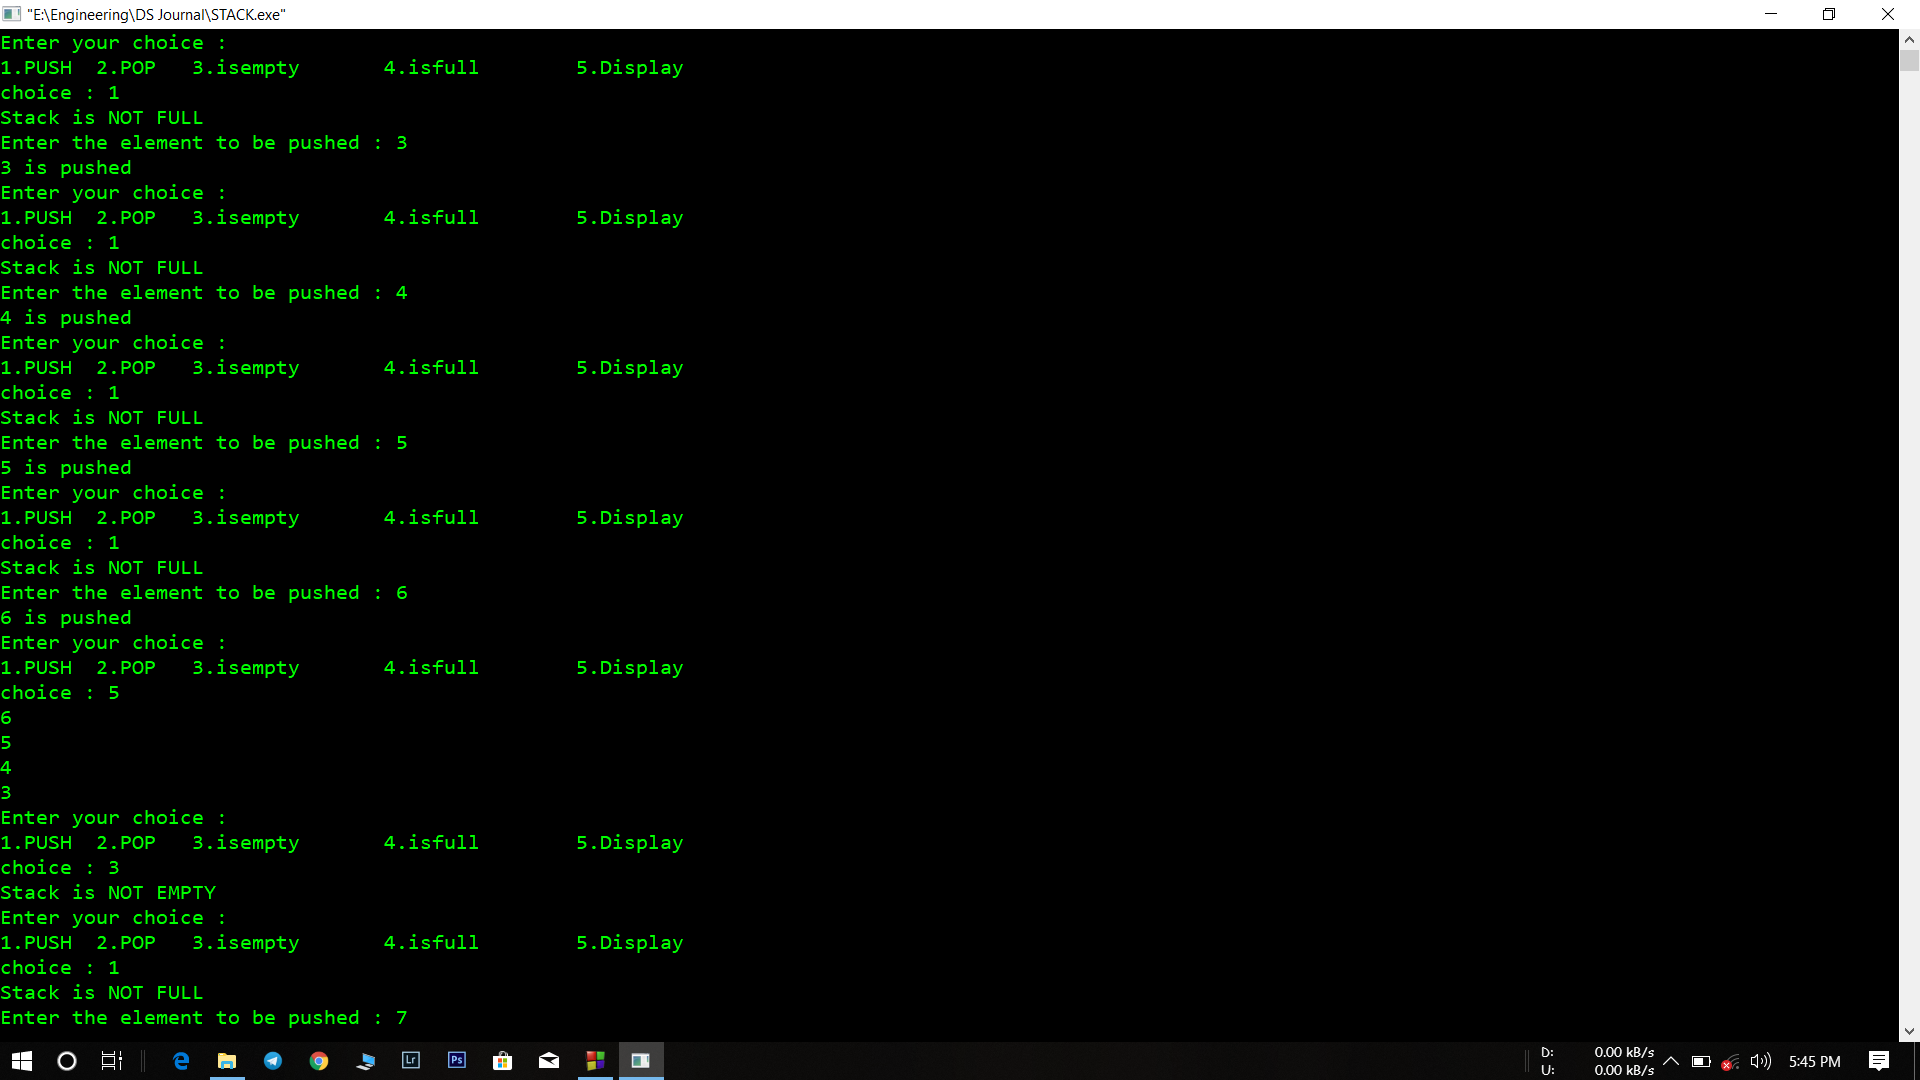 "E:\Engineering\DS Journal\STACK.exe"
Enter your choice :
1.PUSH  2.POP   3.isempty       4.isfull        5.Display
choice : 1
Stack is NOT FULL
Enter the element to be pushed : 3
3 is pushed
Enter your choice :
1.PUSH  2.POP   3.isempty       4.isfull        5.Display
choice : 1
Stack is NOT FULL
Enter the element to be pushed : 4
4 is pushed
Enter your choice :
1.PUSH  2.POP   3.isempty       4.isfull        5.Display
choice : 1
Stack is NOT FULL
Enter the element to be pushed : 5
5 is pushed
Enter your choice :
1.PUSH  2.POP   3.isempty       4.isfull        5.Display
choice : 1
Stack is NOT FULL
Enter the element to be pushed : 6
6 is pushed
Enter your choice :
1.PUSH  2.POP   3.isempty       4.isfull        5.Display
choice : 5
6
5
4
3
Enter your choice :
1.PUSH  2.POP   3.isempty       4.isfull        5.Display
choice : 3
Stack is NOT EMPTY
Enter your choice :
1.PUSH  2.POP   3.isempty       4.isfull        5.Display
choice : 1
Stack is NOT FULL
Enter the element to be pushed : 7
Lr
Ps
D: 0.00 kB/s
U: 0.00 kB/s
5:45 PM